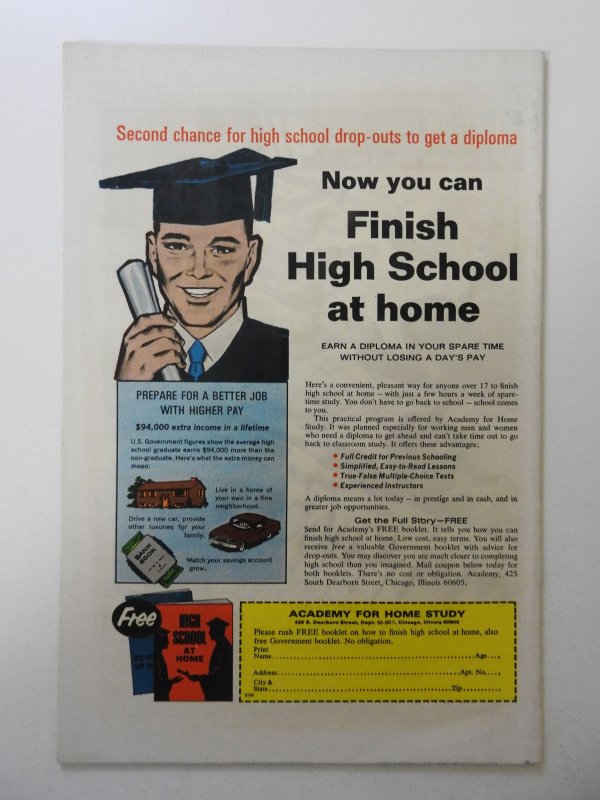 Second chance for high school drop-outs to get a diploma
Now you can
Finish
High School
at home
EARN A DIPLOMA IN YOUR SPARE TIME
WITHOUT LOSING A DAY'S PAY
PREPARE FOR A BETTER JOB
WITH HIGHER PAY
$94,000 extra income in a lifetime
U.S. Government figures show the average high
school graduate earns $94,000 more than the
non-graduate. Here's what the extra money can
mean:
Live in a home of
your own in a fine
neighborhood.
Drive a new car, provide
other luxuries for your
family.
BANK
BOOK
Watch your savings account
grow.
Here's a convenient, pleasant way for anyone over 17 to finish
high school at home – with just a few hours a week of spare-
time study. You don't have to go back to school – school comes
to you.
This practical program is offered by Academy for Home
Study. It was planned especially for working men and women
who need a diploma to get ahead and can't take time out to go
back to classroom study. It offers these advantages:
• Full Credit for Previous Schooling
• Simplified, Easy-to-Read Lessons
• True-False Multiple-Choice Tests
• Experienced Instructors
A diploma means a lot today – in prestige and in cash, and in
greater job opportunities.
Get the Full Story—FREE
Send for Academy's FREE booklet. It tells you how you can
finish high school at home. Low cost, easy terms. You will also
receive free a valuable Government booklet with advice for
drop-outs. You may discover you are much closer to completing
high school than you imagined. Mail coupon below today for
both booklets. There's no cost or obligation. Academy, 425
South Dearborn Street, Chicago, Illinois 60605.
Free
HIGH
SCHOOL
AT
HOME
ACADEMY FOR HOME STUDY
425 S. Dearborn Street, Dept. 56-907, Chicago, Illinois 60605
Please rush FREE booklet on how to finish high school at home, also
free Government booklet. No obligation.
Print
Name Age
Address Apt. No.
City &
State Zip